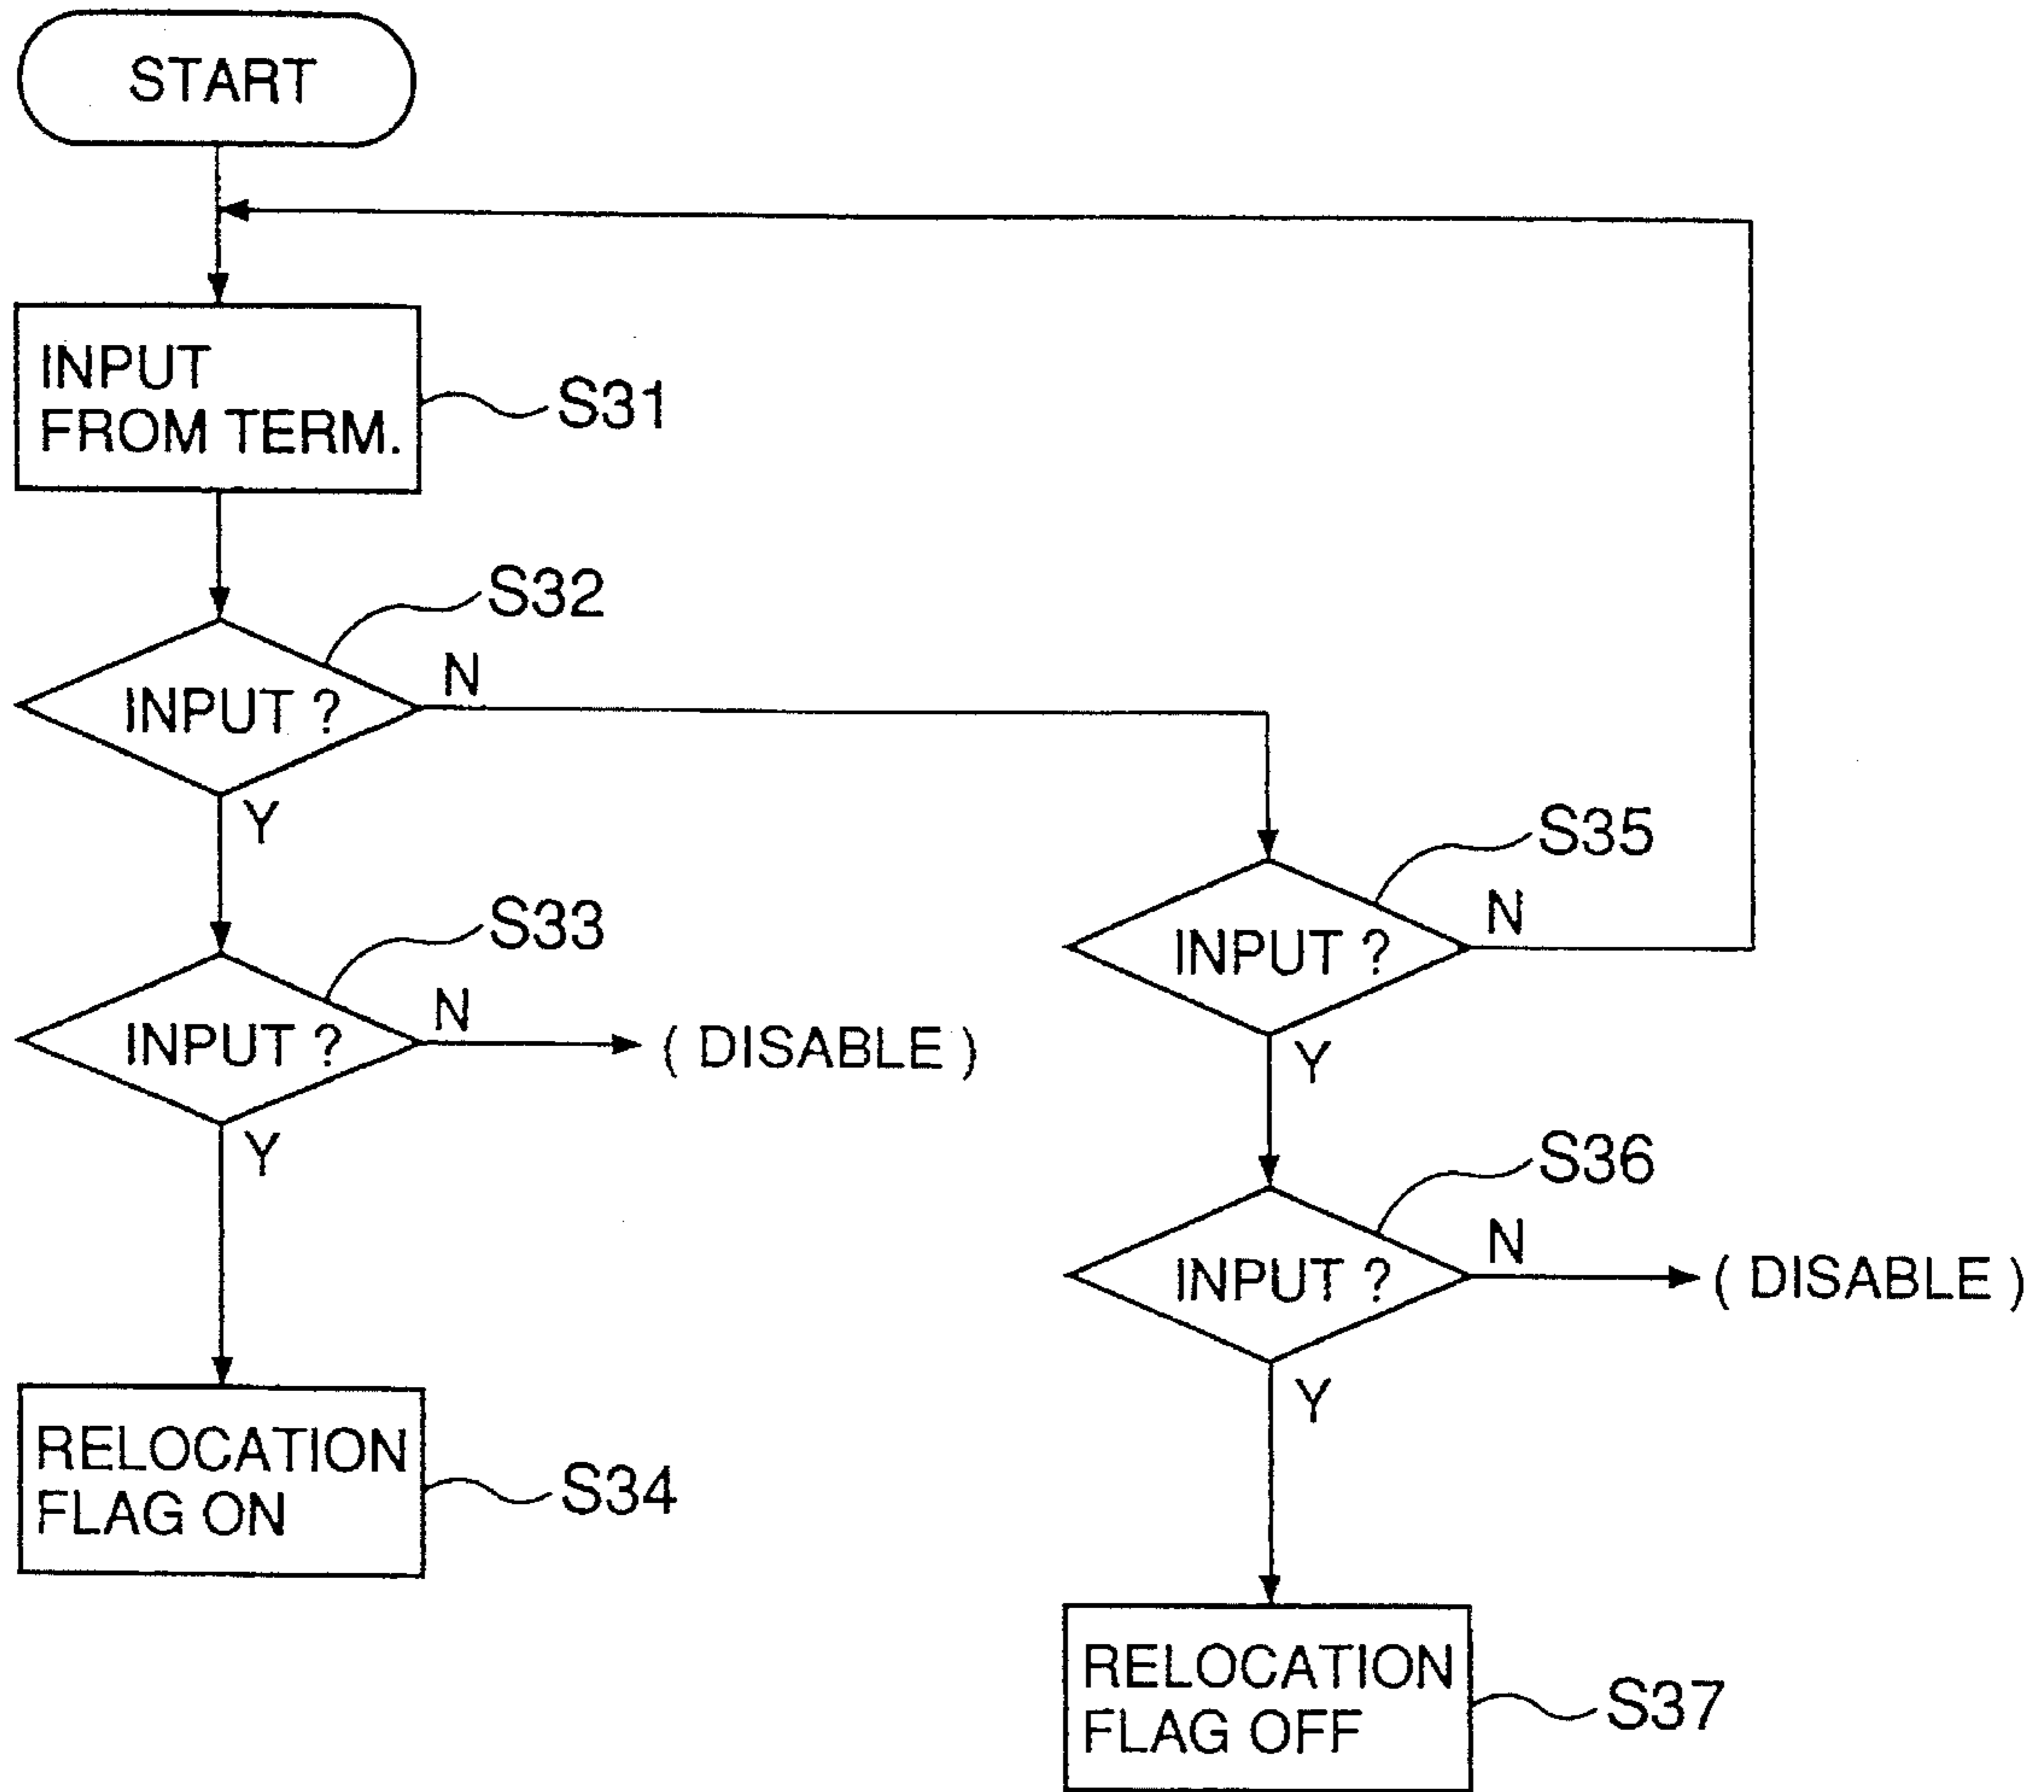 START
INPUT
FROM TERM.
S31
S32
INPUT ?
N
Y
S33
INPUT ?
N
( DISABLE )
Y
RELOCATION
FLAG ON
S34
S35
INPUT ?
N
Y
S36
INPUT ?
N
( DISABLE )
Y
RELOCATION
FLAG OFF
S37